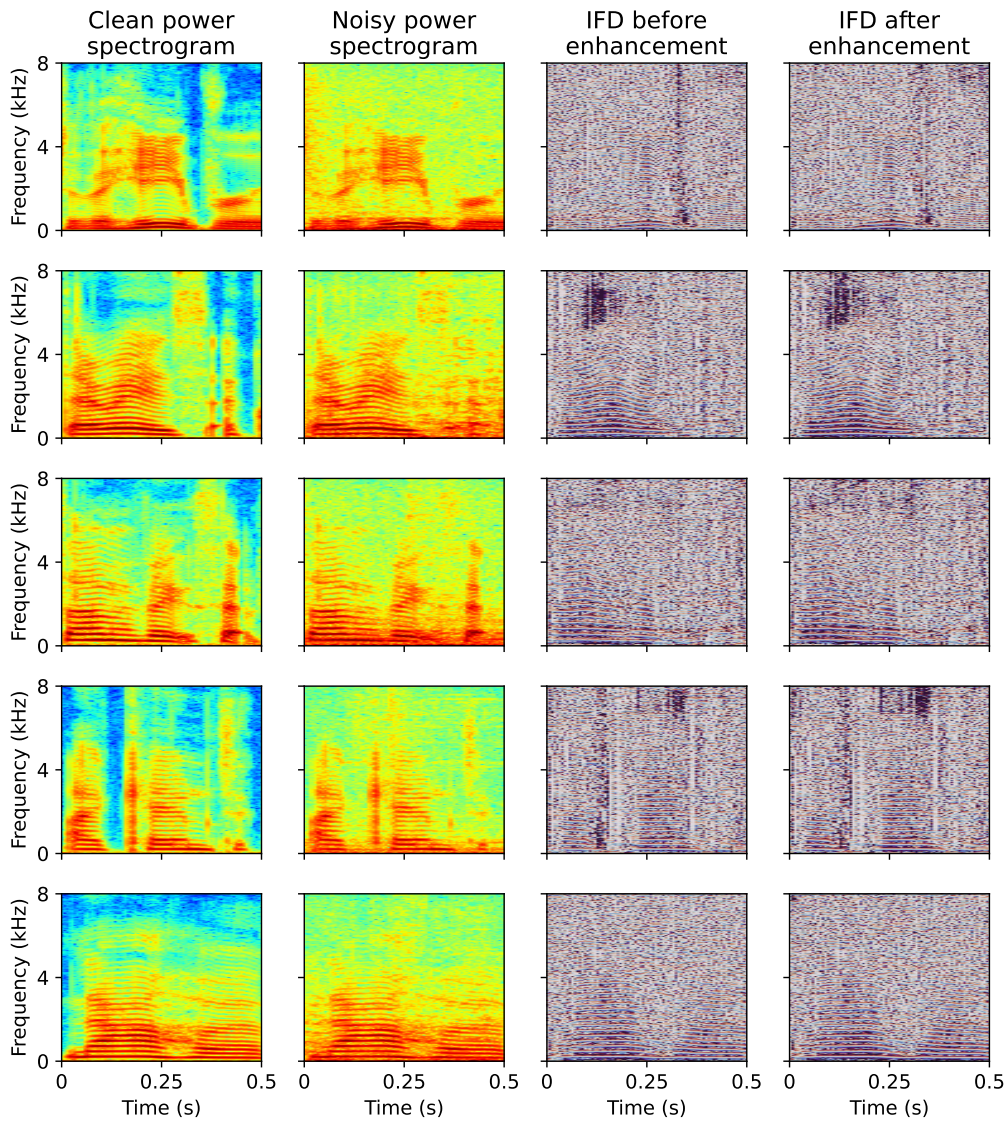 Clean power
spectrogram
Noisy power
spectrogram
IFD before
enhancement
IFD after
enhancement
Frequency (kHz)
8
4
0
Frequency (kHz)
8
4
0
Frequency (kHz)
8
4
0
Frequency (kHz)
8
4
0
Frequency (kHz)
8
4
0
0 0.25 0.5
Time (s)
0 0.25 0.5
Time (s)
0 0.25 0.5
Time (s)
0 0.25 0.5
Time (s)